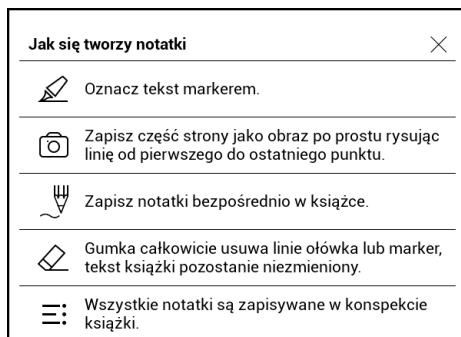 Jak się tworzy notatki
Oznacz tekst markerem.
Zapisz część strony jako obraz po prostu rysując
linię od pierwszego do ostatniego punktu.
Zapisz notatki bezpośrednio w książce.
Gumka całkowicie usuwa linie ołówka lub marker,
tekst książki pozostanie niezmieniony.
Wszystkie notatki są zapisywane w konspekcie
książki.